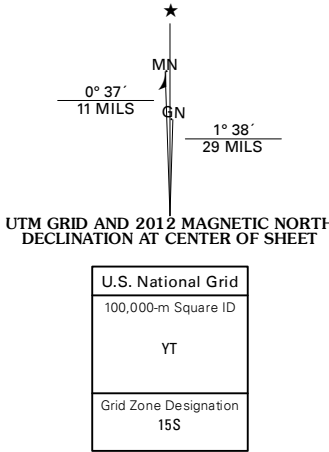 ★
MN
0° 37´
11 MILS
GN
1° 38´
29 MILS
UTM GRID AND 2012 MAGNETIC NORTH
DECLINATION AT CENTER OF SHEET
U.S. National Grid
100,000-m Square ID
YT
Grid Zone Designation
15S